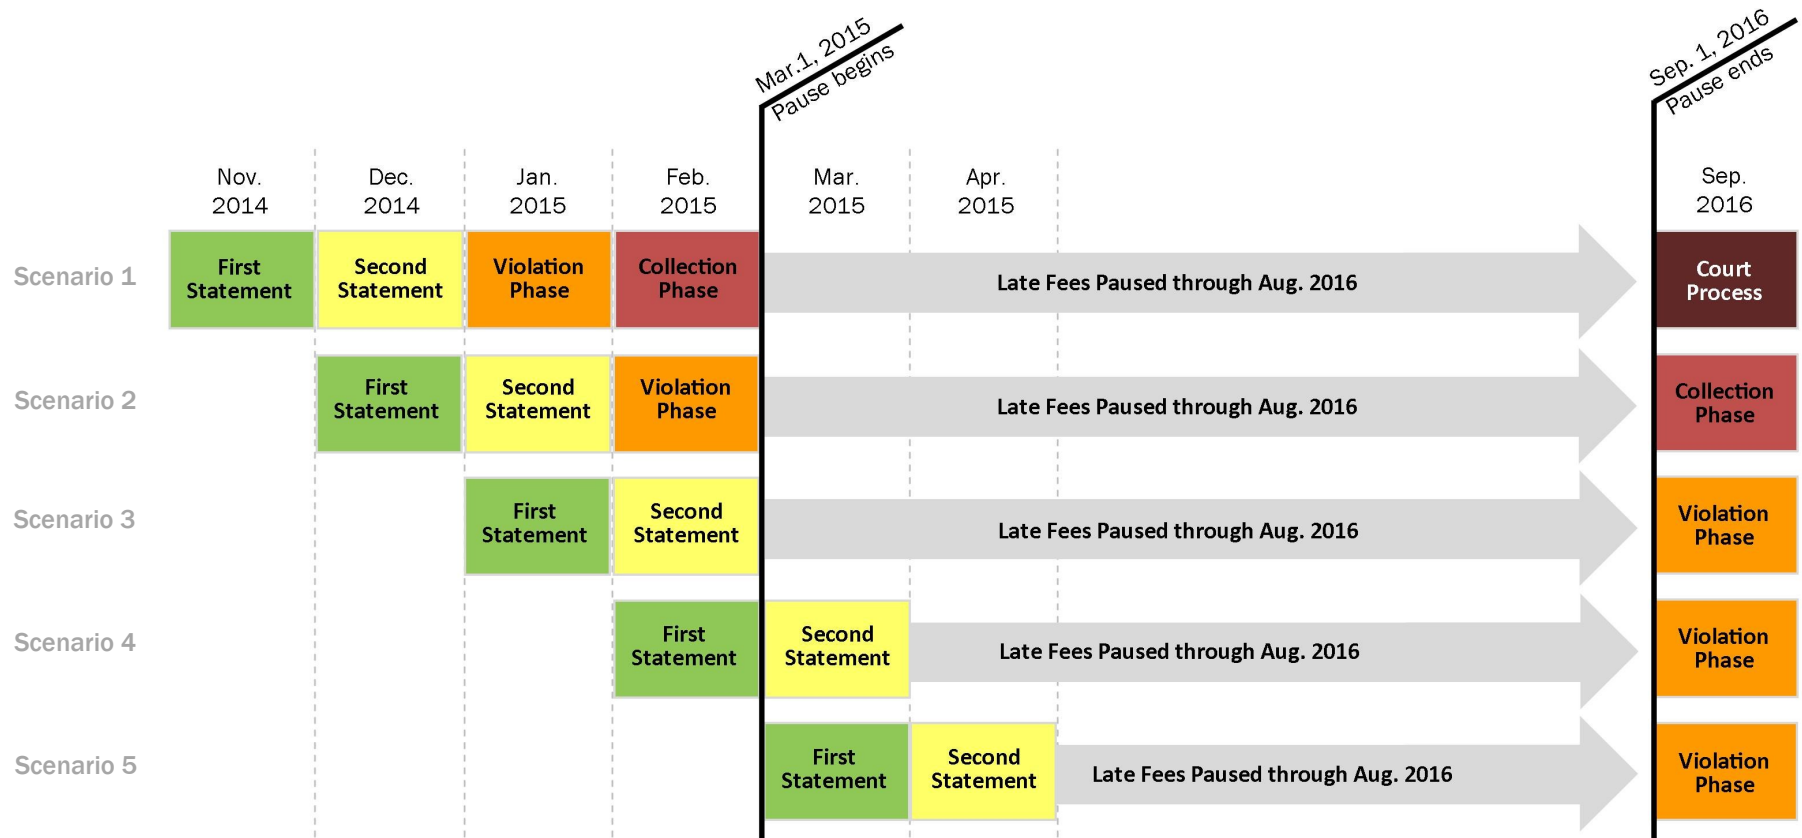 Mar.1, 2015
Pause begins
Sep. 1, 2016
Pause ends
Nov.
2014
Dec.
2014
Jan.
2015
Feb.
2015
Mar.
2015
Apr.
2015
Sep.
2016
Scenario 1
First
Statement
Second
Statement
Violation
Phase
Collection
Phase
Late Fees Paused through Aug. 2016
Court
Process
Scenario 2
First
Statement
Second
Statement
Violation
Phase
Late Fees Paused through Aug. 2016
Collection
Phase
Scenario 3
First
Statement
Second
Statement
Late Fees Paused through Aug. 2016
Violation
Phase
Scenario 4
First
Statement
Second
Statement
Late Fees Paused through Aug. 2016
Violation
Phase
Scenario 5
First
Statement
Second
Statement
Late Fees Paused through Aug. 2016
Violation
Phase